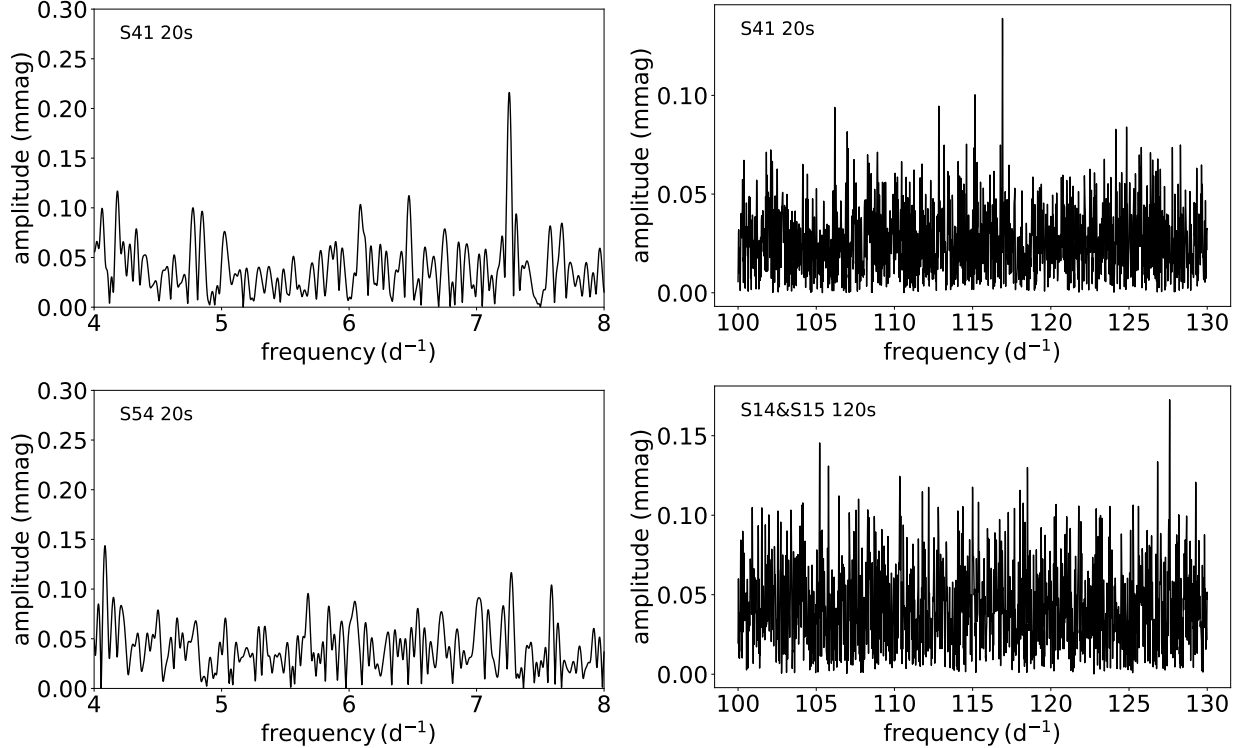 S41 20s
amplitude (mmag)
0.30
0.25
0.20
0.15
0.10
0.05
0.00
4 5 6 7 8
frequency (d⁻¹)
S41 20s
amplitude (mmag)
0.10
0.05
0.00
100 105 110 115 120 125 130
frequency (d⁻¹)
S54 20s
amplitude (mmag)
0.30
0.25
0.20
0.15
0.10
0.05
0.00
4 5 6 7 8
frequency (d⁻¹)
S14&S15 120s
amplitude (mmag)
0.15
0.10
0.05
0.00
100 105 110 115 120 125 130
frequency (d⁻¹)